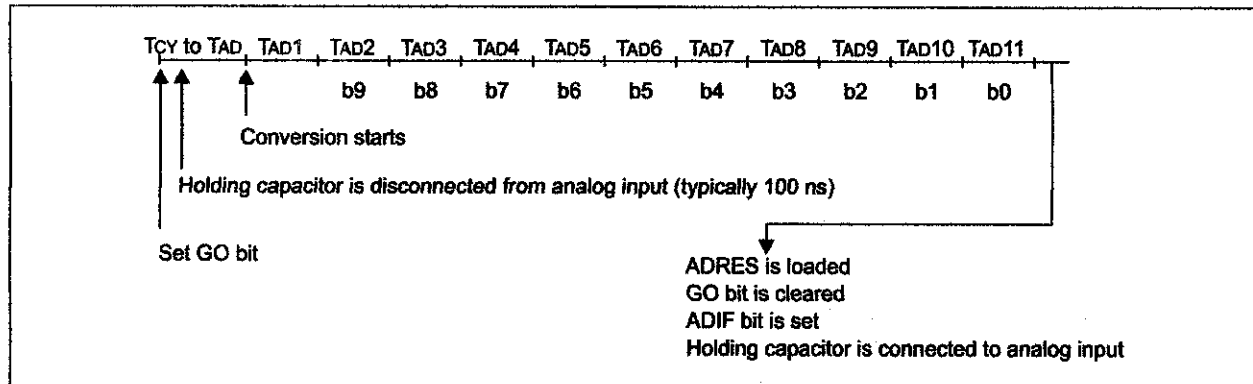 TCY to TAD TAD1 TAD2 TAD3 TAD4 TAD5 TAD6 TAD7 TAD8 TAD9 TAD10 TAD11
b9 b8 b7 b6 b5 b4 b3 b2 b1 b0
Conversion starts
Holding capacitor is disconnected from analog input (typically 100 ns)
Set GO bit
ADRES is loaded
GO bit is cleared
ADIF bit is set
Holding capacitor is connected to analog input